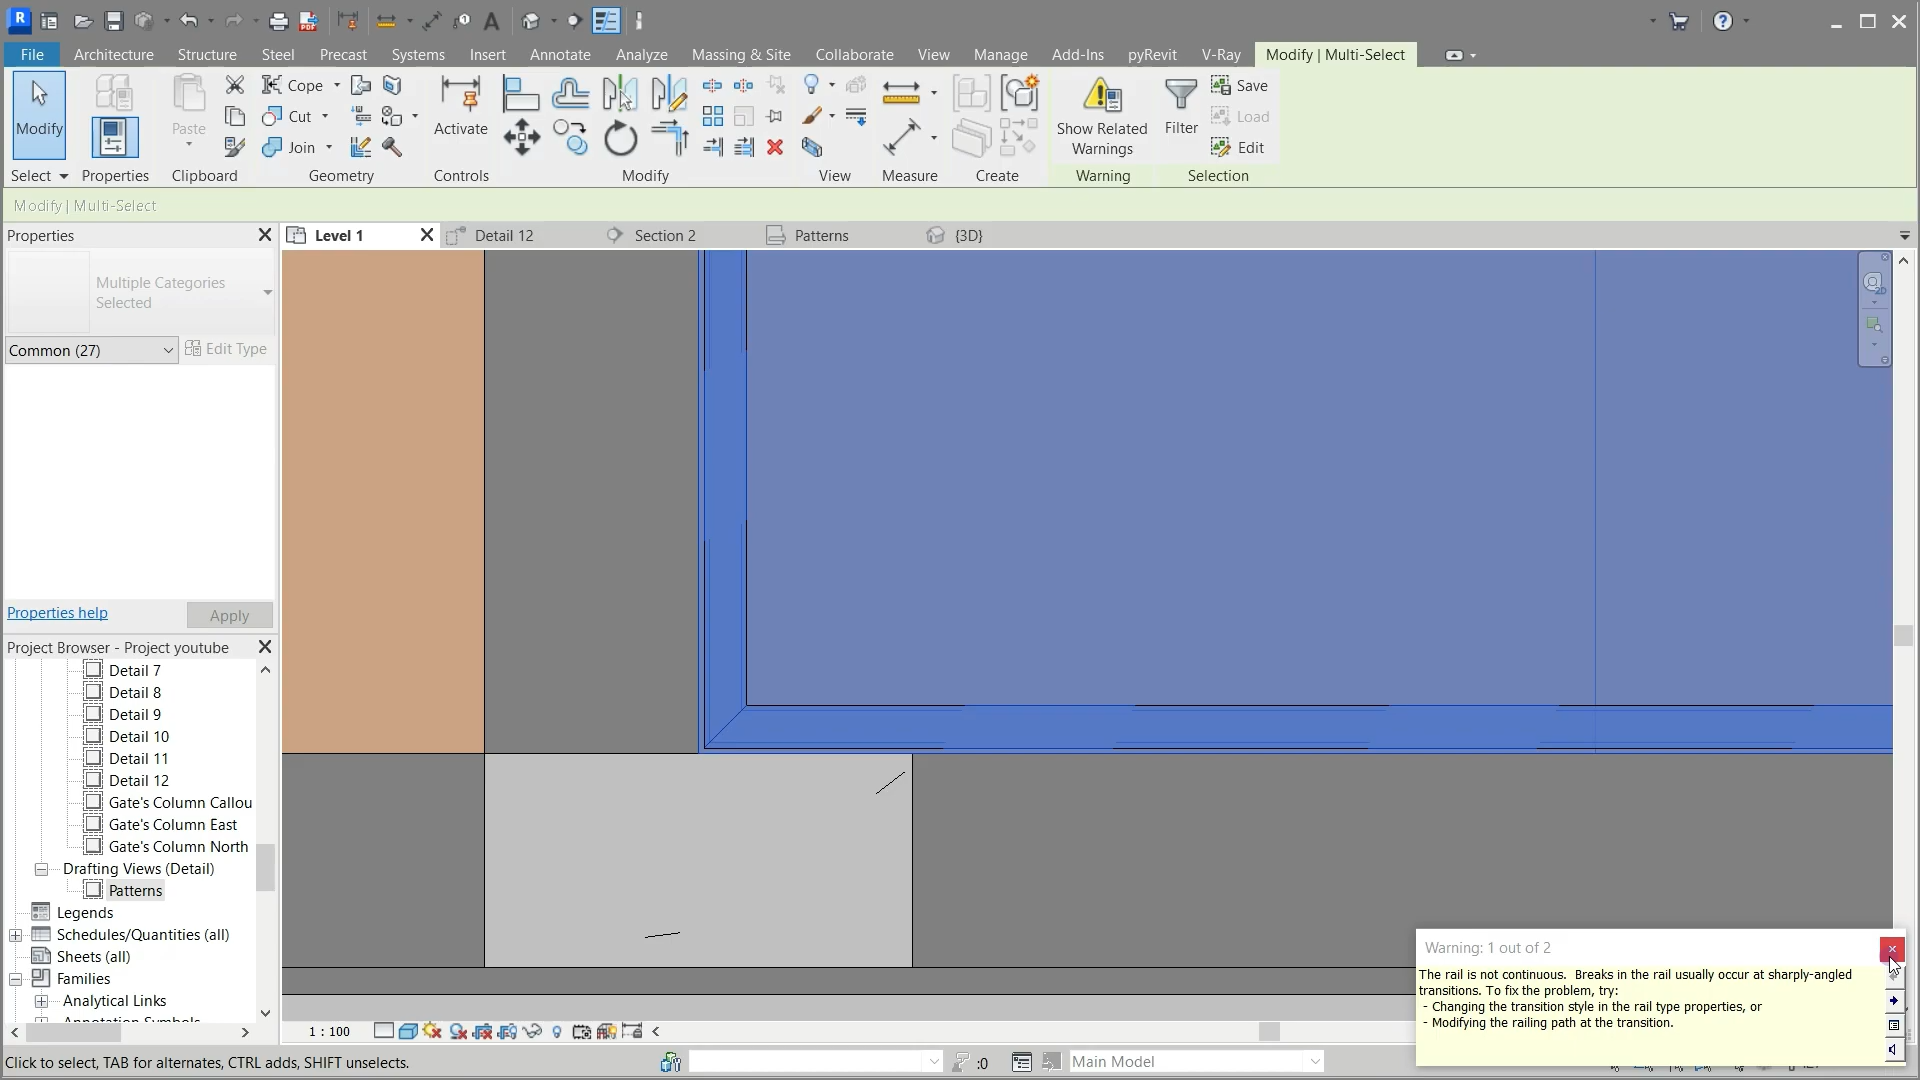 File
Architecture
Structure
Steel
Precast
Systems
Insert
Annotate
Analyze
Massing & Site
Collaborate
View
Manage
Add-Ins
pyRevit
V-Ray
Modify | Multi-Select
Modify
Paste
Cope
Cut
Join
Activate
Show Related
Warnings
Filter
Save
Load
Edit
Select
Properties
Clipboard
Geometry
Controls
Modify
View
Measure
Create
Warning
Selection
Modify | Multi-Select
Properties
Level 1
Detail 12
Section 2
Patterns
{3D}
Multiple Categories
Selected
Common (27)
Edit Type
Properties help
Apply
Project Browser - Project youtube
Detail 7
Detail 8
Detail 9
Detail 10
Detail 11
Detail 12
Gate's Column Callou
Gate's Column East
Gate's Column North
Drafting Views (Detail)
Patterns
Legends
Schedules/Quantities (all)
Sheets (all)
Families
Analytical Links
Annotation Symbols
1 : 100
Warning: 1 out of 2
The rail is not continuous.  Breaks in the rail usually occur at sharply-angled
transitions. To fix the problem, try:
- Changing the transition style in the rail type properties, or
- Modifying the railing path at the transition.
Click to select, TAB for alternates, CTRL adds, SHIFT unselects.
:0
Main Model